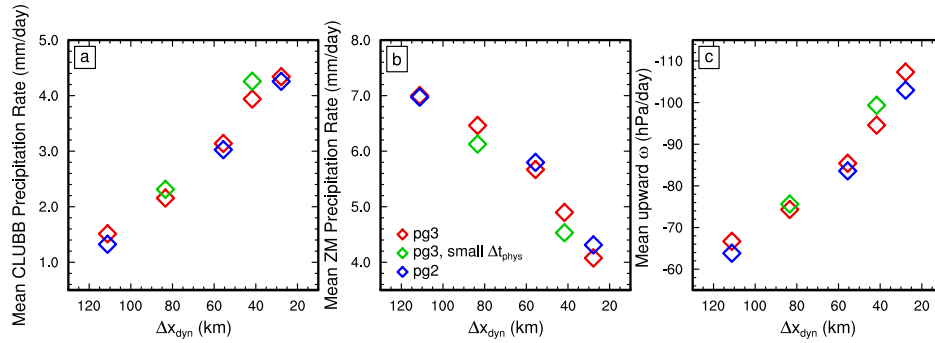 a
5.0
4.0
3.0
2.0
1.0
Mean CLUBB Precipitation Rate (mm/day)
120 100 80 60 40 20
Δx_dyn (km)
b
8.0
7.0
6.0
5.0
4.0
Mean ZM Precipitation Rate (mm/day)
pg3
pg3, small Δt_phys
pg2
120 100 80 60 40 20
Δx_dyn (km)
c
-110
-100
-90
-80
-70
-60
Mean upward ω (hPa/day)
120 100 80 60 40 20
Δx_dyn (km)